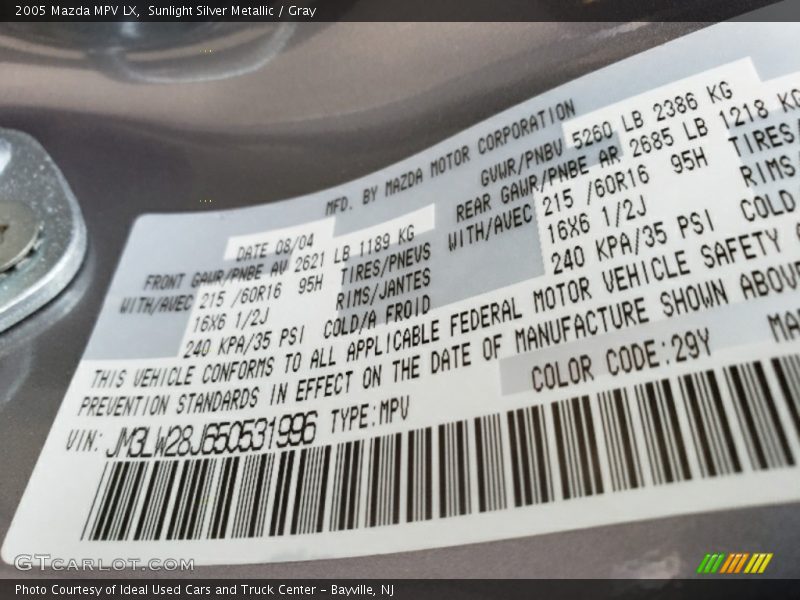 2005 Mazda MPV LX, Sunlight Silver Metallic / Gray
MFD. BY MAZDA MOTOR CORPORATION
DATE 08/04 GVWR/PNBV 5260 LB 2386 KG
FRONT GAWR/PNBE AV 2621 LB 1189 KG REAR GAWR/PNBE AR 2685 LB 1218 KG
WITH/AVEC 215 /60R16 95H TIRES/PNEUS WITH/AVEC 215 /60R16 95H TIRES/
16X6 1/2J RIMS/JANTES 16X6 1/2J RIMS/
240 KPA/35 PSI COLD/A FROID 240 KPA/35 PSI COLD
THIS VEHICLE CONFORMS TO ALL APPLICABLE FEDERAL MOTOR VEHICLE SAFETY
PREVENTION STANDARDS IN EFFECT ON THE DATE OF MANUFACTURE SHOWN ABOVE
VIN: JM3LW28J650531996 TYPE:MPV COLOR CODE:29Y
GTCARLOT.COM
Photo Courtesy of Ideal Used Cars and Truck Center – Bayville, NJ